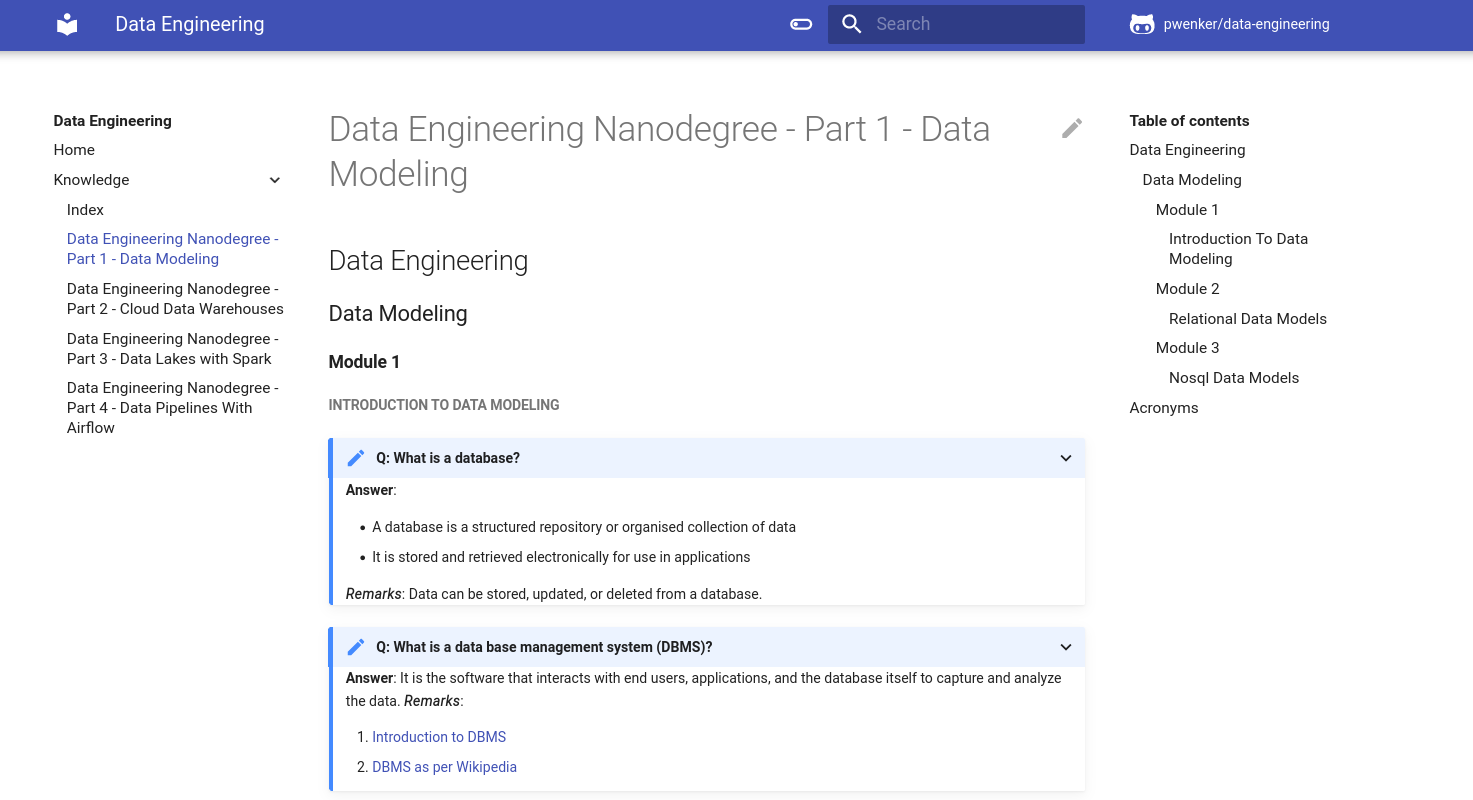 Data Engineering
Search
pwenker/data-engineering
Data Engineering
Home
Knowledge
Index
Data Engineering Nanodegree -
Part 1 - Data Modeling
Data Engineering Nanodegree -
Part 2 - Cloud Data Warehouses
Data Engineering Nanodegree -
Part 3 - Data Lakes with Spark
Data Engineering Nanodegree -
Part 4 - Data Pipelines With
Airflow
Data Engineering Nanodegree - Part 1 - Data
Modeling
Data Engineering
Data Modeling
Module 1
INTRODUCTION TO DATA MODELING
Q: What is a database?
Answer:
• A database is a structured repository or organised collection of data
• It is stored and retrieved electronically for use in applications
Remarks: Data can be stored, updated, or deleted from a database.
Q: What is a data base management system (DBMS)?
Answer: It is the software that interacts with end users, applications, and the database itself to capture and analyze
the data. Remarks:
1. Introduction to DBMS
2. DBMS as per Wikipedia
Table of contents
Data Engineering
Data Modeling
Module 1
Introduction To Data
Modeling
Module 2
Relational Data Models
Module 3
Nosql Data Models
Acronyms